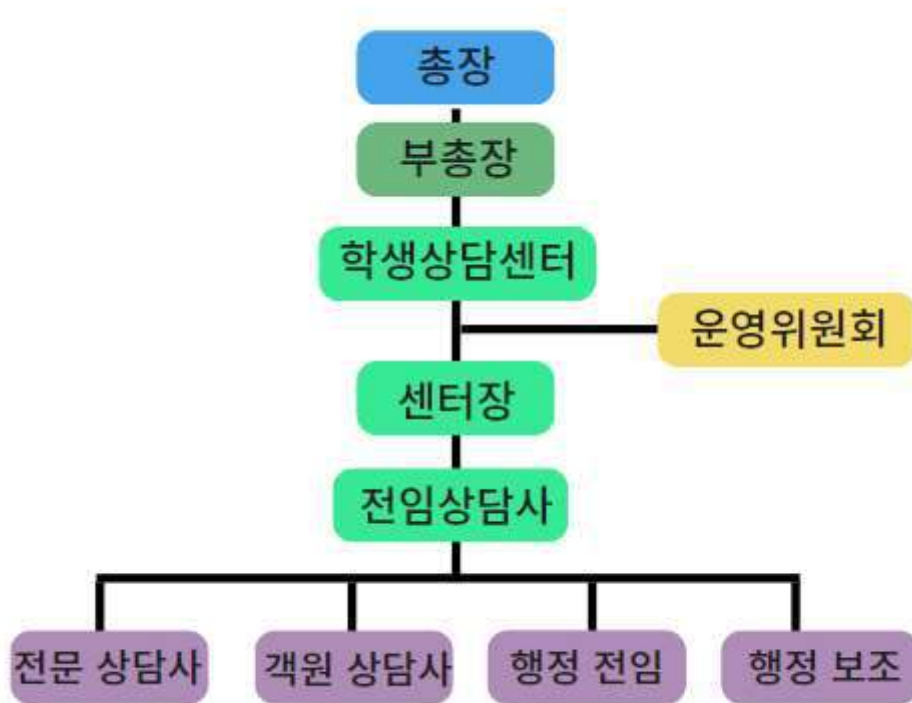 총장
부총장
학생상담센터
운영위원회
센터장
전임상담사
전문 상담사
객원 상담사
행정 전임
행정 보조